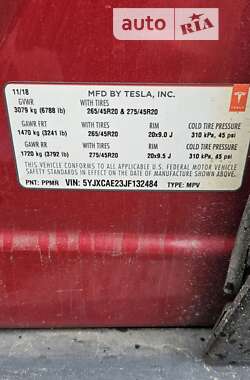 auto RIA
11/18 MFD BY TESLA, INC. TESLA
GVWR WITH TIRES
3079 kg (6788 lb) 265/45R20 & 275/45R20
GAWR FRT WITH TIRES RIM COLD TIRE PRESSURE
1470 kg (3241 lb) 265/45R20 20x9.0 J 310 kPa, 45 psi
GAWR RR WITH TIRES RIM COLD TIRE PRESSURE
1720 kg (3792 lb) 275/45R20 20x9.5 J 310 kPa, 45 psi
THIS VEHICLE CONFORMS TO ALL APPLICABLE U.S. FEDERAL
MOTOR VEHICLE SAFETY STANDARDS IN EFFECT ON THE DATE
OF MANUFACTURE SHOWN ABOVE.
PNT: PPMR VIN: 5YJXCAE23JF132484 TYPE: MPV